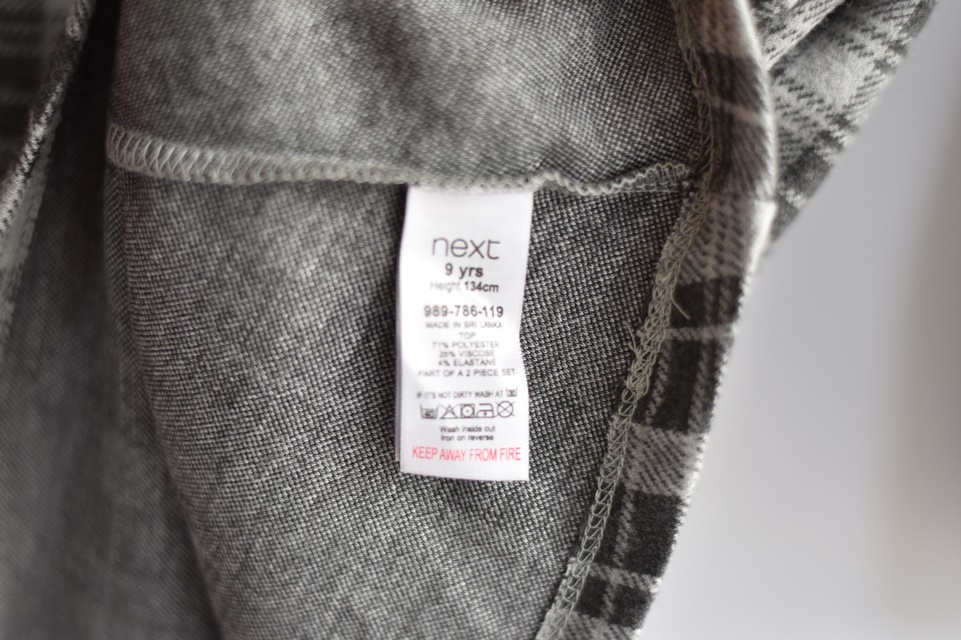 next
9 yrs
Height 134cm
989-786-119
MADE IN SRI LANKA
TOP
71% POLYESTER
25% VISCOSE
4% ELASTANE
PART OF A 2 PIECE SET
IF IT'S NOT DIRTY WASH AT
Wash inside out
Iron on reverse
KEEP AWAY FROM FIRE